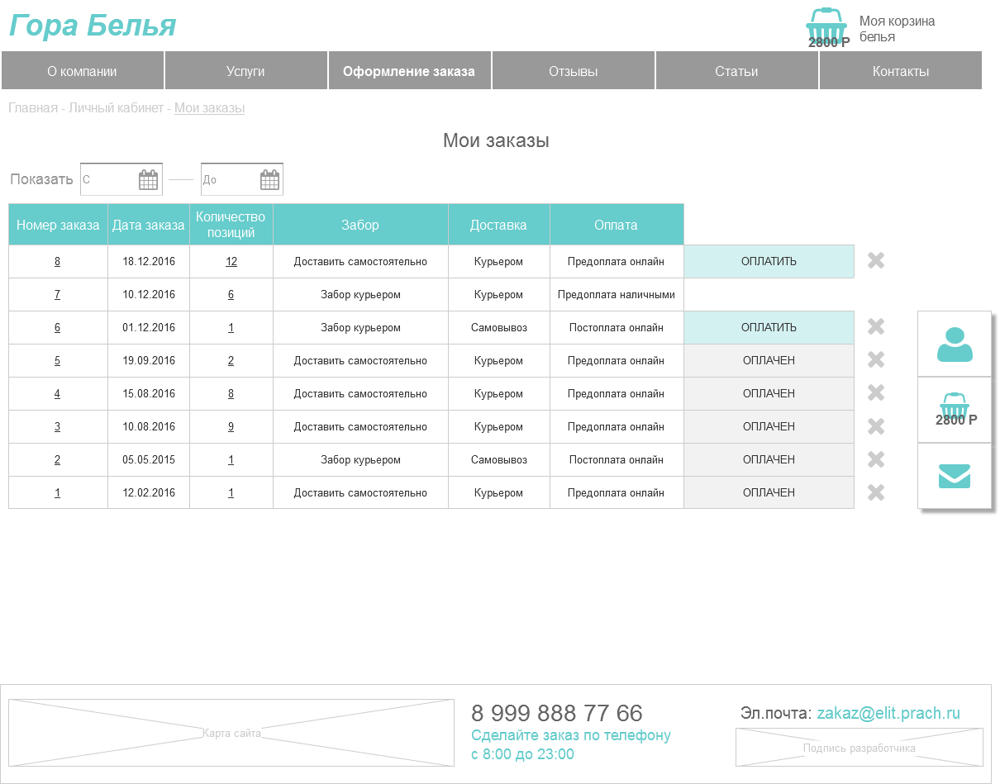 Гора Белья
Моя корзина
белья
2800 Р
О компании Услуги Оформление заказа Отзывы Статьи Контакты
Главная - Личный кабинет - Мои заказы
Мои заказы
Показать С До
Номер заказа Дата заказа Количество позиций Забор Доставка Оплата
8 18.12.2016 12 Доставить самостоятельно Курьером Предоплата онлайн ОПЛАТИТЬ
7 10.12.2016 6 Забор курьером Курьером Предоплата наличными
6 01.12.2016 1 Забор курьером Самовывоз Постоплата онлайн ОПЛАТИТЬ
5 19.09.2016 2 Доставить самостоятельно Курьером Предоплата онлайн ОПЛАЧЕН
4 15.08.2016 8 Доставить самостоятельно Курьером Предоплата онлайн ОПЛАЧЕН
3 10.08.2016 9 Доставить самостоятельно Курьером Предоплата онлайн ОПЛАЧЕН
2 05.05.2015 1 Забор курьером Самовывоз Постоплата онлайн ОПЛАЧЕН
1 12.02.2016 1 Доставить самостоятельно Курьером Предоплата онлайн ОПЛАЧЕН
2800 Р
Карта сайта
8 999 888 77 66
Сделайте заказ по телефону
с 8:00 до 23:00
Эл.почта: zakaz@elit.prach.ru
Подпись разработчика